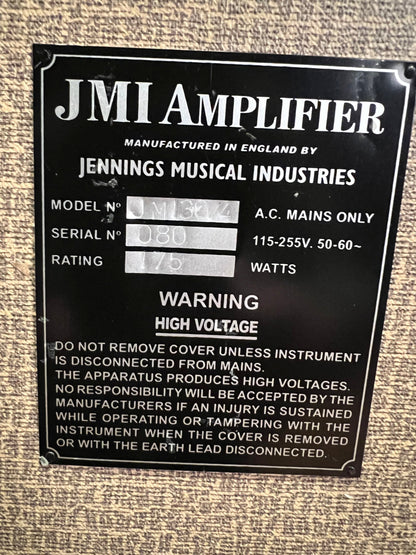 JMI AMPLIFIER
MANUFACTURED IN ENGLAND BY
JENNINGS MUSICAL INDUSTRIES
MODEL Nº A.C. MAINS ONLY
SERIAL Nº 080 115-255V. 50-60~
RATING 175 WATTS
WARNING
HIGH VOLTAGE
DO NOT REMOVE COVER UNLESS INSTRUMENT
IS DISCONNECTED FROM MAINS.
THE APPARATUS PRODUCES HIGH VOLTAGES.
NO RESPONSIBILITY WILL BE ACCEPTED BY THE
MANUFACTURERS IF AN INJURY IS SUSTAINED
WHILE OPERATING OR TAMPERING WITH THE
INSTRUMENT WHEN THE COVER IS REMOVED
OR WITH THE EARTH LEAD DISCONNECTED.